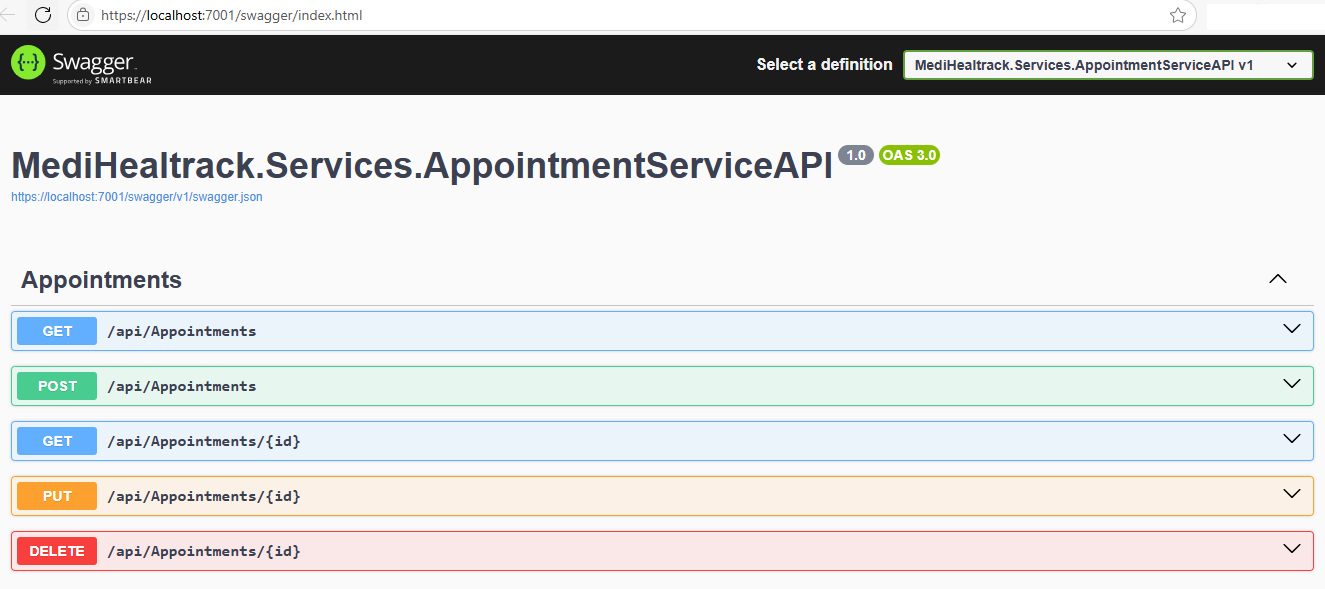 https://localhost:7001/swagger/index.html
Swagger.
Supported by SMARTBEAR
Select a definition
MediHealtrack.Services.AppointmentServiceAPI v1
MediHealtrack.Services.AppointmentServiceAPI 1.0 OAS 3.0
https://localhost:7001/swagger/v1/swagger.json
Appointments
GET /api/Appointments
POST /api/Appointments
GET /api/Appointments/{id}
PUT /api/Appointments/{id}
DELETE /api/Appointments/{id}